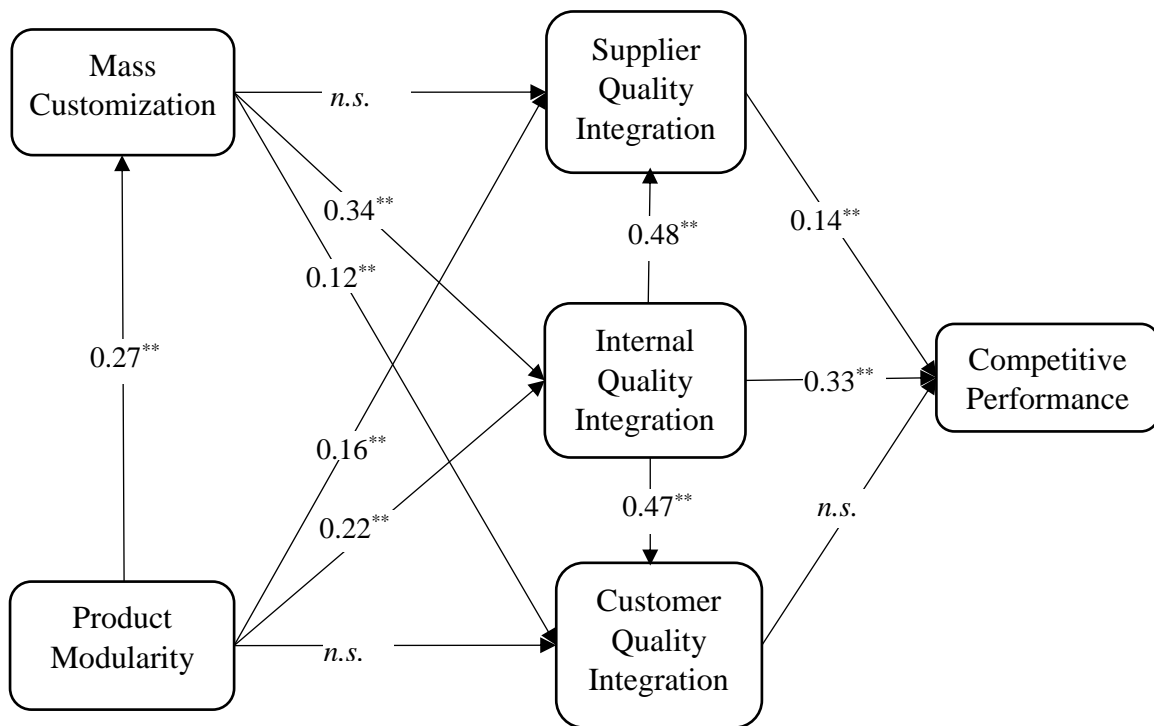 Mass
Customization
Supplier
Quality
Integration
n.s.
0.34**
0.14**
0.48**
0.12**
0.27**
Internal
Quality
Integration
0.33**
Competitive
Performance
0.16**
0.47**
0.22**
n.s.
Product
Modularity
Customer
Quality
Integration
n.s.